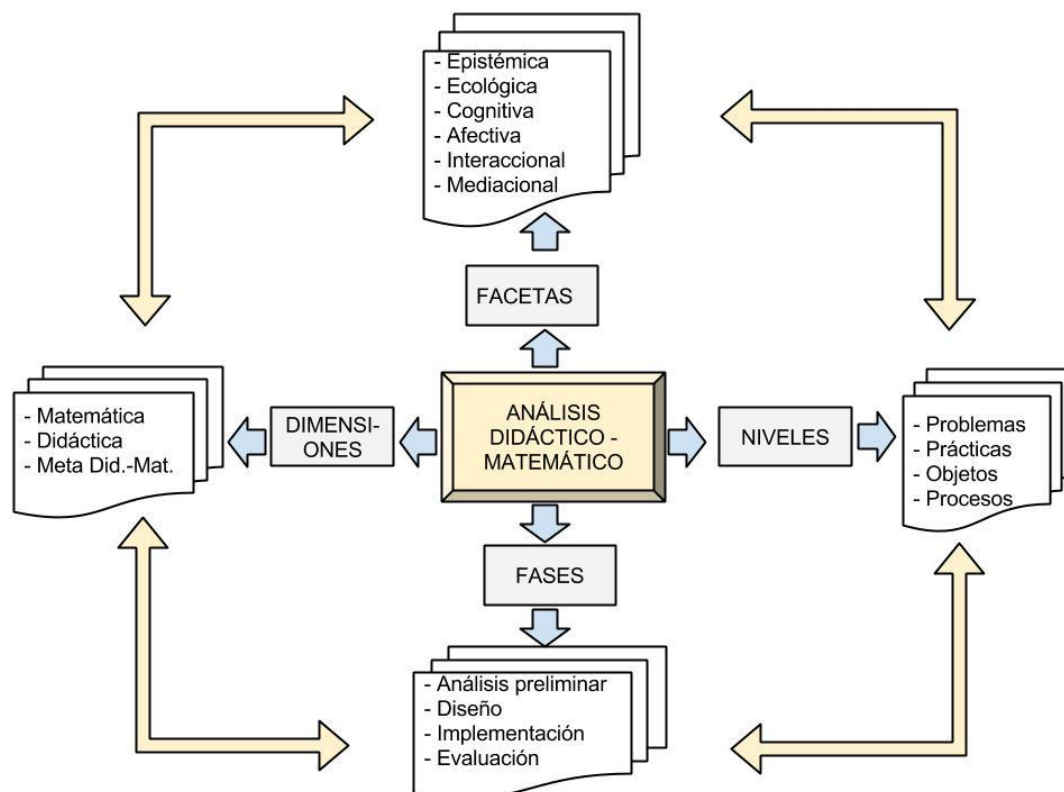 - Epistémica
- Ecológica
- Cognitiva
- Afectiva
- Interaccional
- Mediacional
FACETAS
- Matemática
- Didáctica
- Meta Did.-Mat.
DIMENSI-
ONES
ANÁLISIS
DIDÁCTICO -
MATEMÁTICO
NIVELES
- Problemas
- Prácticas
- Objetos
- Procesos
FASES
- Análisis preliminar
- Diseño
- Implementación
- Evaluación